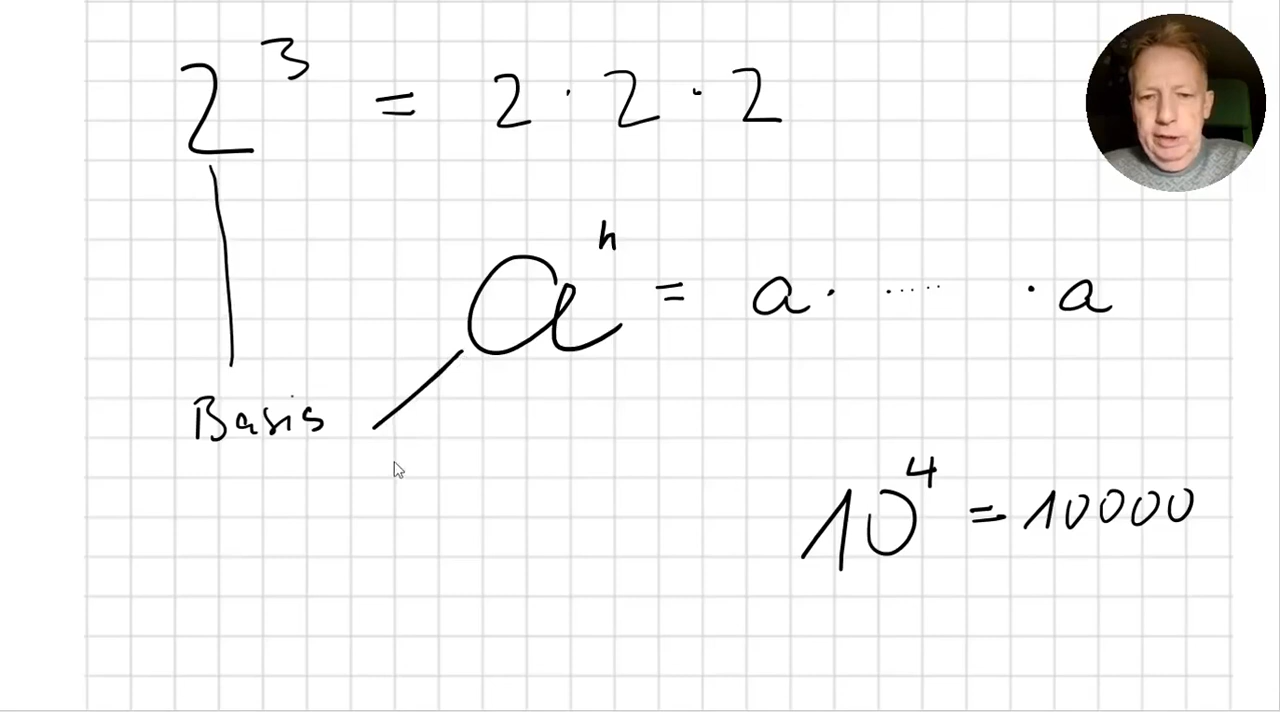 2³ = 2 · 2 · 2
aⁿ = a · ..... · a
Basis
10⁴ = 10000